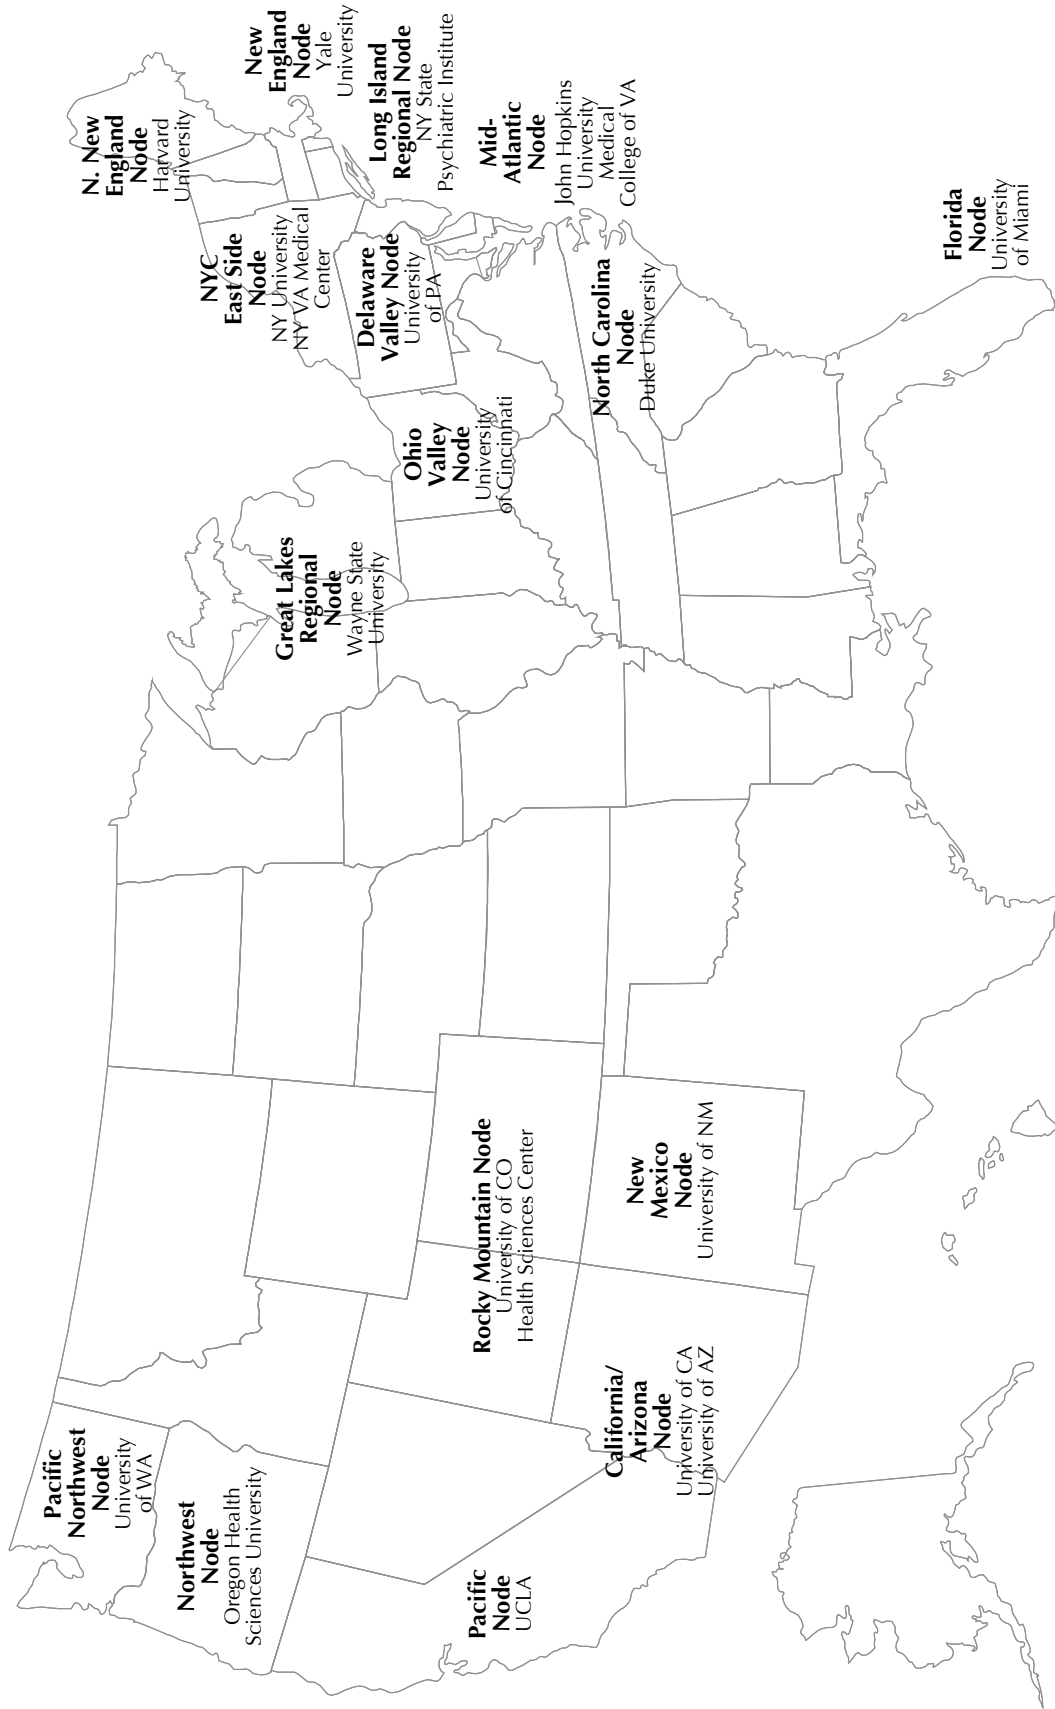 Pacific
Northwest
Node
University
of WA
Northwest
Node
Oregon Health
Sciences University
Pacific
Node
UCLA
California/
Arizona
Node
University of CA
University of AZ
Rocky Mountain Node
University of CO
Health Sciences Center
New
Mexico
Node
University of NM
Great Lakes
Regional
Node
Wayne State
University
Ohio
Valley
Node
University
of Cincinnati
Delaware
Valley Node
University
of PA
NYC
East Side
Node
NY University
NY VA Medical
Center
N. New
England
Node
Harvard
University
New
England
Node
Yale
University
Long Island
Regional Node
NY State
Psychiatric Institute
Mid-
Atlantic
Node
John Hopkins
University
Medical
College of VA
North Carolina
Node
Duke University
Florida
Node
University
of Miami